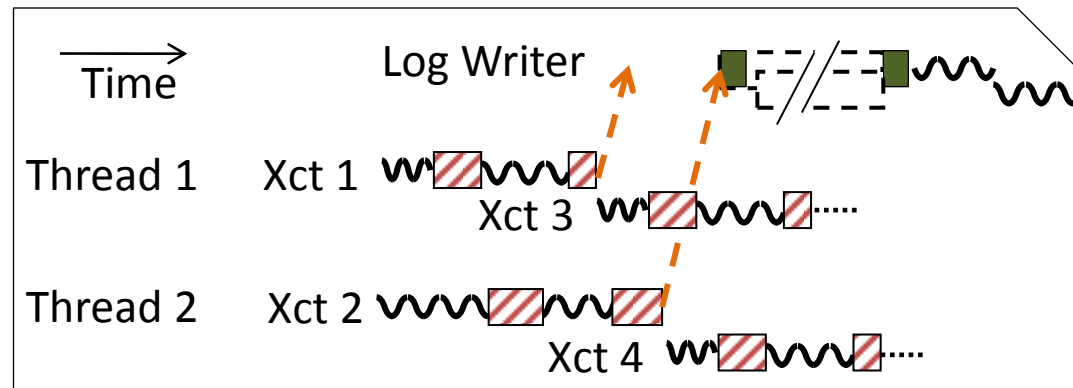 Time
Log Writer
Thread 1
Xct 1
Xct 3
Thread 2
Xct 2
Xct 4